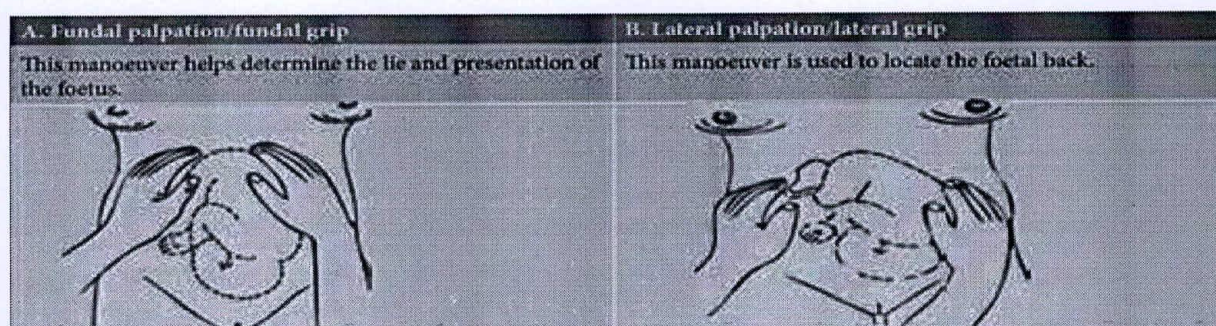 A. Fundal palpation/fundal grip
This manoeuver helps determine the lie and presentation of
the foetus.
B. Lateral palpation/lateral grip
This manoeuver is used to locate the foetal back.